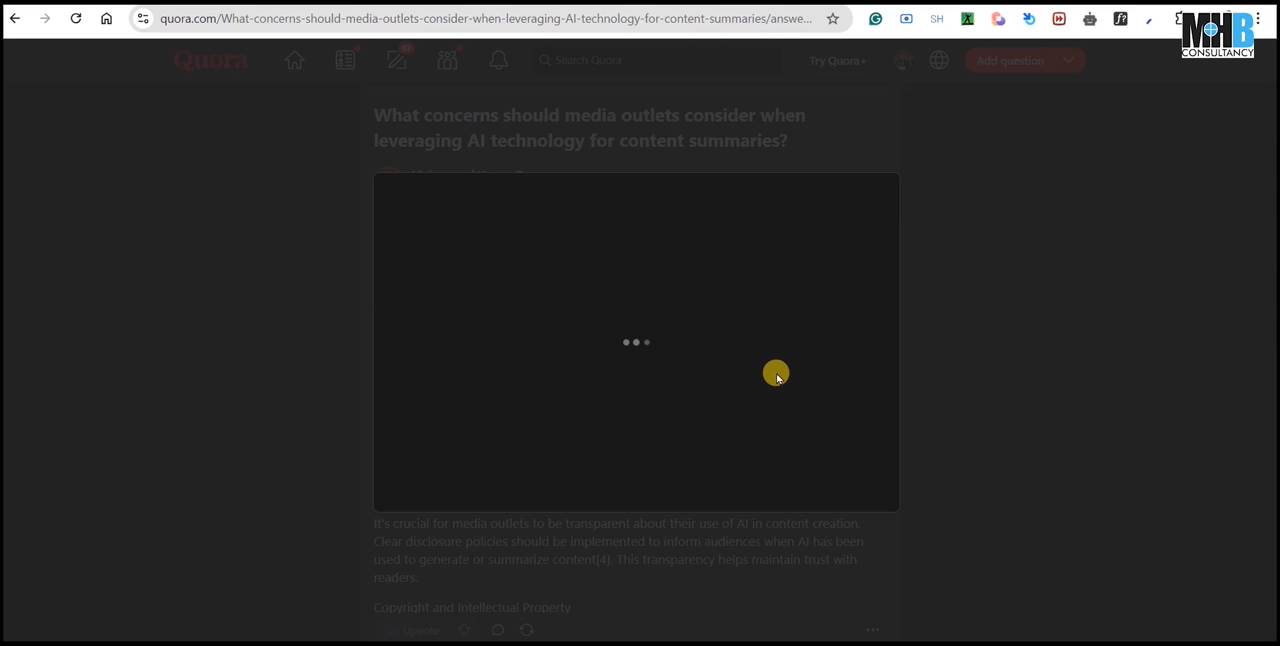 quora.com/What-concerns-should-media-outlets-consider-when-leveraging-AI-technology-for-content-summaries/answe...
SH
f?
MHB
CONSULTANCY
Quora
Search Quora
Try Quora+
Add question
What concerns should media outlets consider when
leveraging AI technology for content summaries?
It's crucial for media outlets to be transparent about their use of AI in content creation.
Clear disclosure policies should be implemented to inform audiences when AI has been
used to generate or summarize content[4]. This transparency helps maintain trust with
readers.
Copyright and Intellectual Property
Upvote